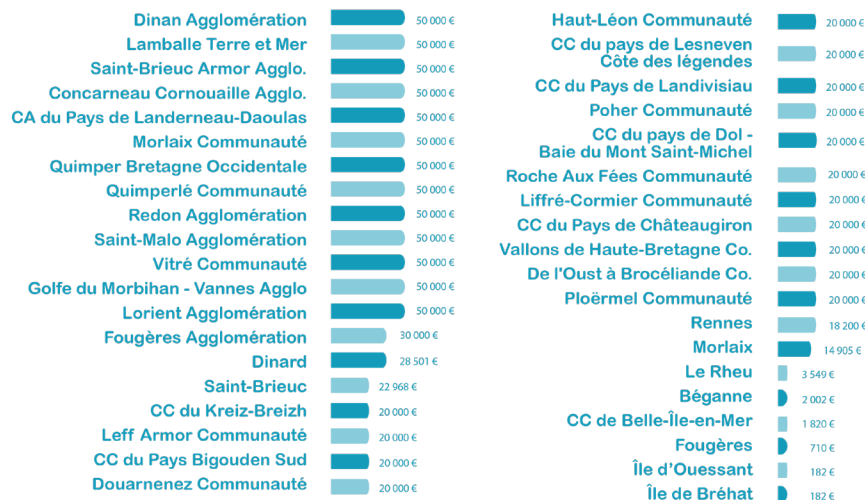 Dinan Agglomération 50 000 €
Lamballe Terre et Mer 50 000 €
Saint-Brieuc Armor Agglo. 50 000 €
Concarneau Cornouaille Agglo. 50 000 €
CA du Pays de Landerneau-Daoulas 50 000 €
Morlaix Communauté 50 000 €
Quimper Bretagne Occidentale 50 000 €
Quimperlé Communauté 50 000 €
Redon Agglomération 50 000 €
Saint-Malo Agglomération 50 000 €
Vitré Communauté 50 000 €
Golfe du Morbihan - Vannes Agglo 50 000 €
Lorient Agglomération 50 000 €
Fougères Agglomération 30 000 €
Dinard 28 501 €
Saint-Brieuc 22 968 €
CC du Kreiz-Breizh 20 000 €
Leff Armor Communauté 20 000 €
CC du Pays Bigouden Sud 20 000 €
Douarnenez Communauté 20 000 €
Haut-Léon Communauté 20 000 €
CC du pays de Lesneven
Côte des légendes 20 000 €
CC du Pays de Landivisiau 20 000 €
Poher Communauté 20 000 €
CC du pays de Dol -
Baie du Mont Saint-Michel 20 000 €
Roche Aux Fées Communauté 20 000 €
Liffré-Cormier Communauté 20 000 €
CC du Pays de Châteaugiron 20 000 €
Vallons de Haute-Bretagne Co. 20 000 €
De l'Oust à Brocéliande Co. 20 000 €
Ploërmel Communauté 20 000 €
Rennes 18 200 €
Morlaix 14 905 €
Le Rheu 3 549 €
Béganne 2 002 €
CC de Belle-Île-en-Mer 1 820 €
Fougères 710 €
Île d’Ouessant 182 €
Île de Bréhat 182 €